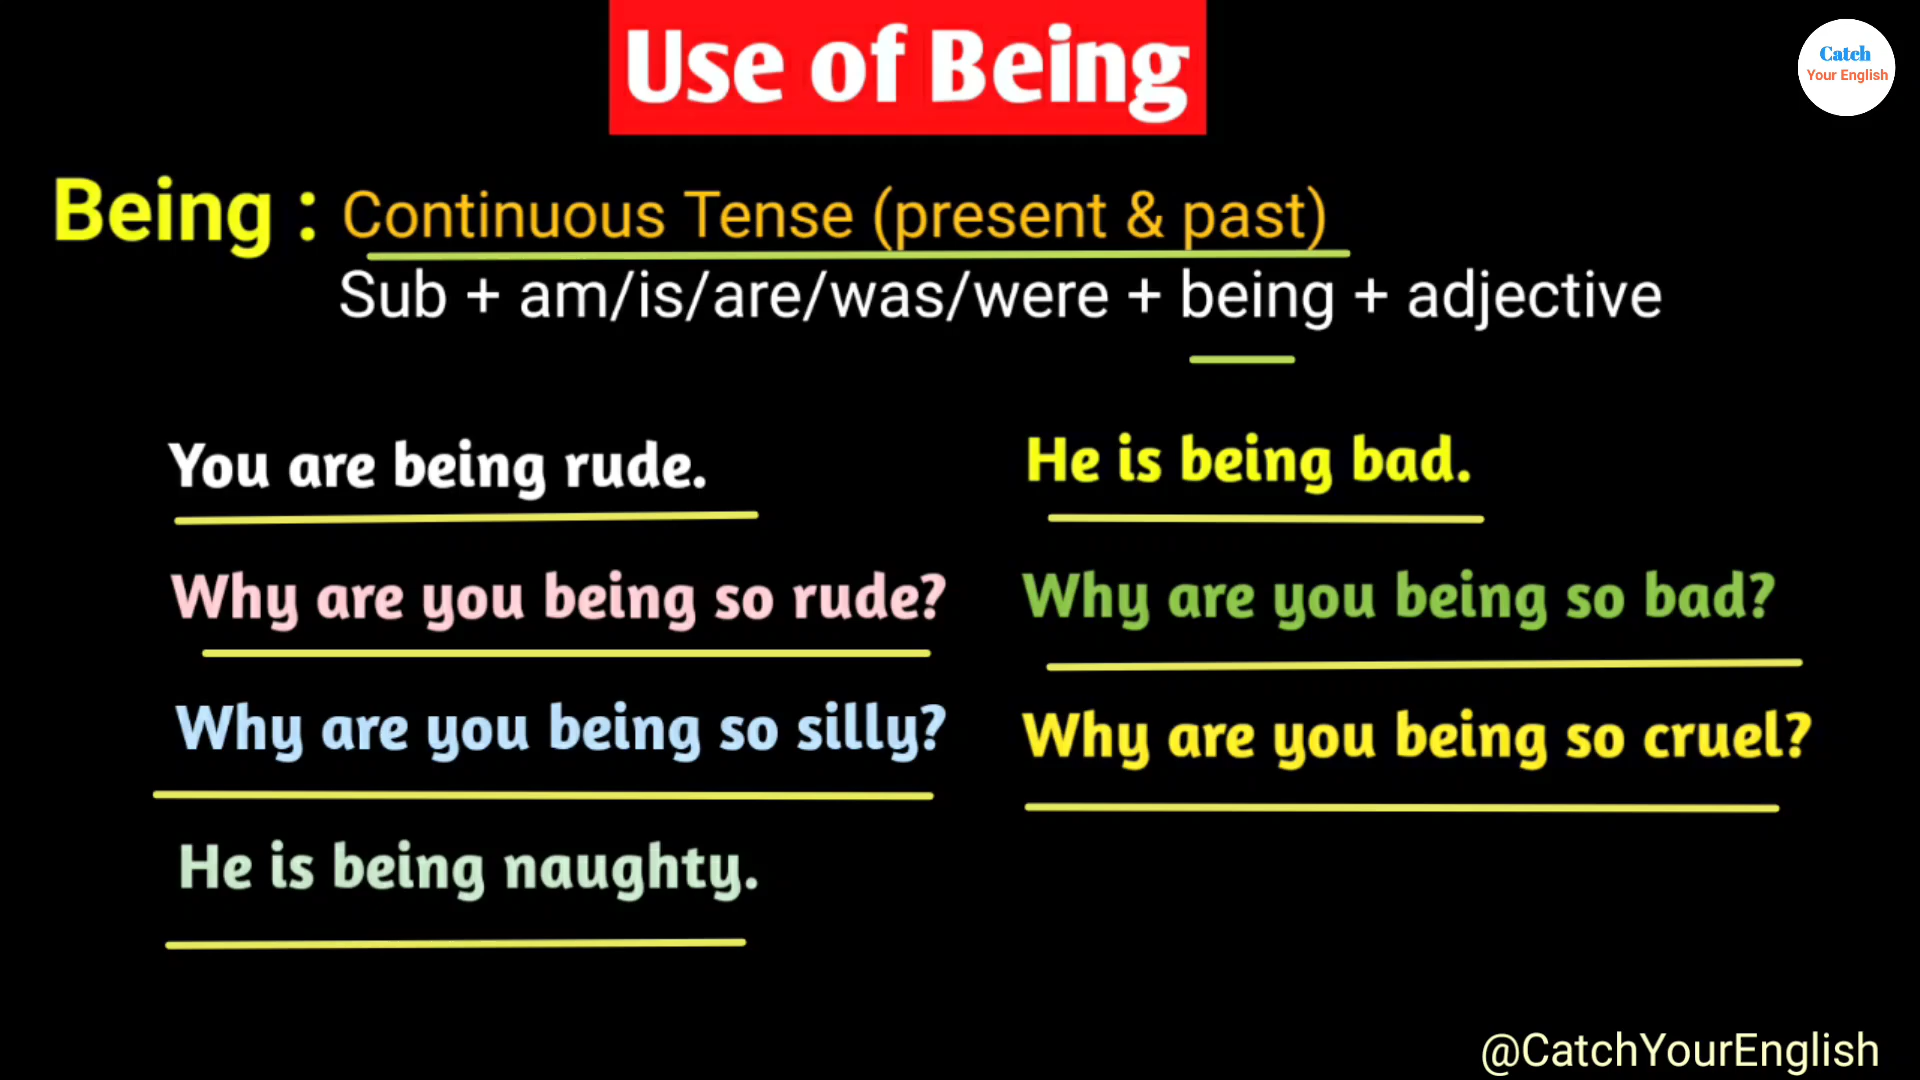 Use of Being
Catch
Your English
Being : Continuous Tense (present & past)
Sub + am/is/are/was/were + being + adjective
You are being rude.
He is being bad.
Why are you being so rude?
Why are you being so bad?
Why are you being so silly?
Why are you being so cruel?
He is being naughty.
@CatchYourEnglish